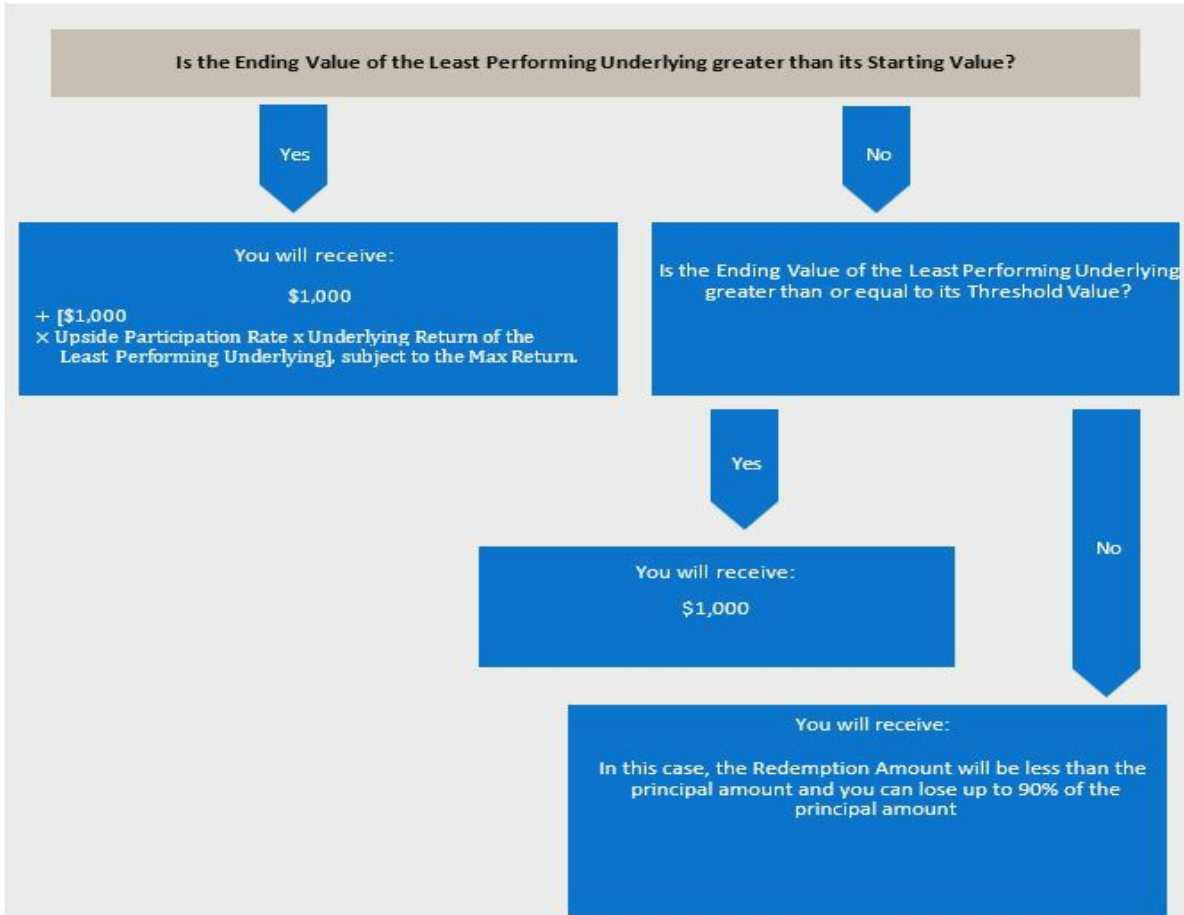 Is the Ending Value of the Least Performing Underlying greater than its Starting Value?
Yes
No
You will receive:
$1,000
+ [$1,000
× Upside Participation Rate x Underlying Return of the
Least Performing Underlying], subject to the Max Return.
Is the Ending Value of the Least Performing Underlying
greater than or equal to its Threshold Value?
Yes
No
You will receive:
$1,000
You will receive:
In this case, the Redemption Amount will be less than the
principal amount and you can lose up to 90% of the
principal amount